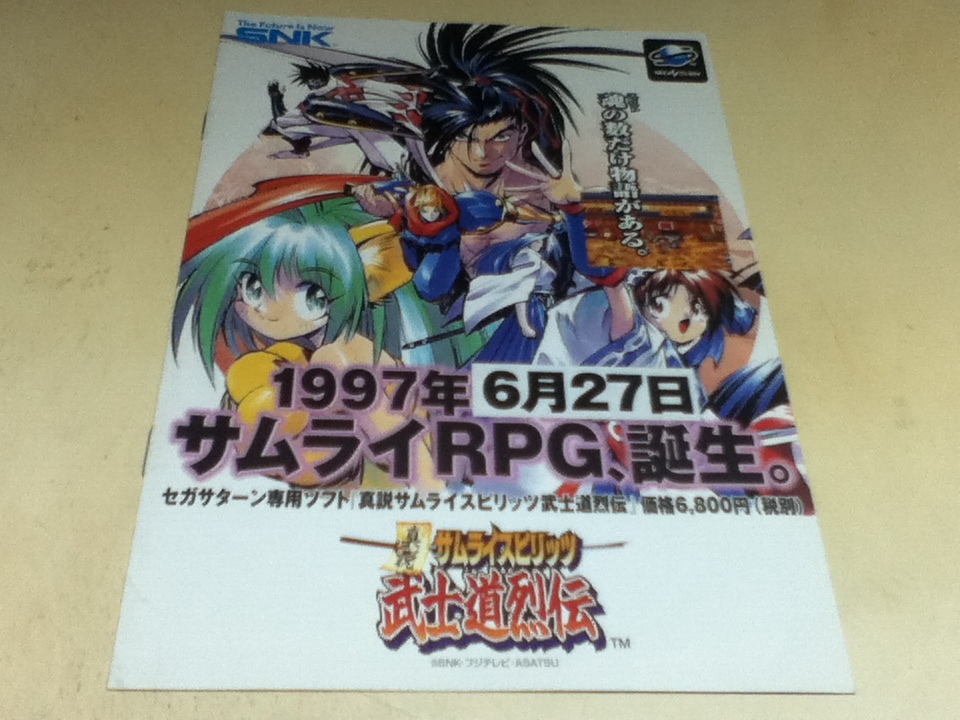 The Future Is Now
SNK
魂の数だけ物語がある。
1997年 6月27日
サムライRPG、誕生。
セガサターン専用ソフト『真説サムライスピリッツ武士道烈伝』価格6,800円(税別)
真説 サムライスピリッツ
武士道烈伝
TM
©SNK・フジテレビ・ASATSU